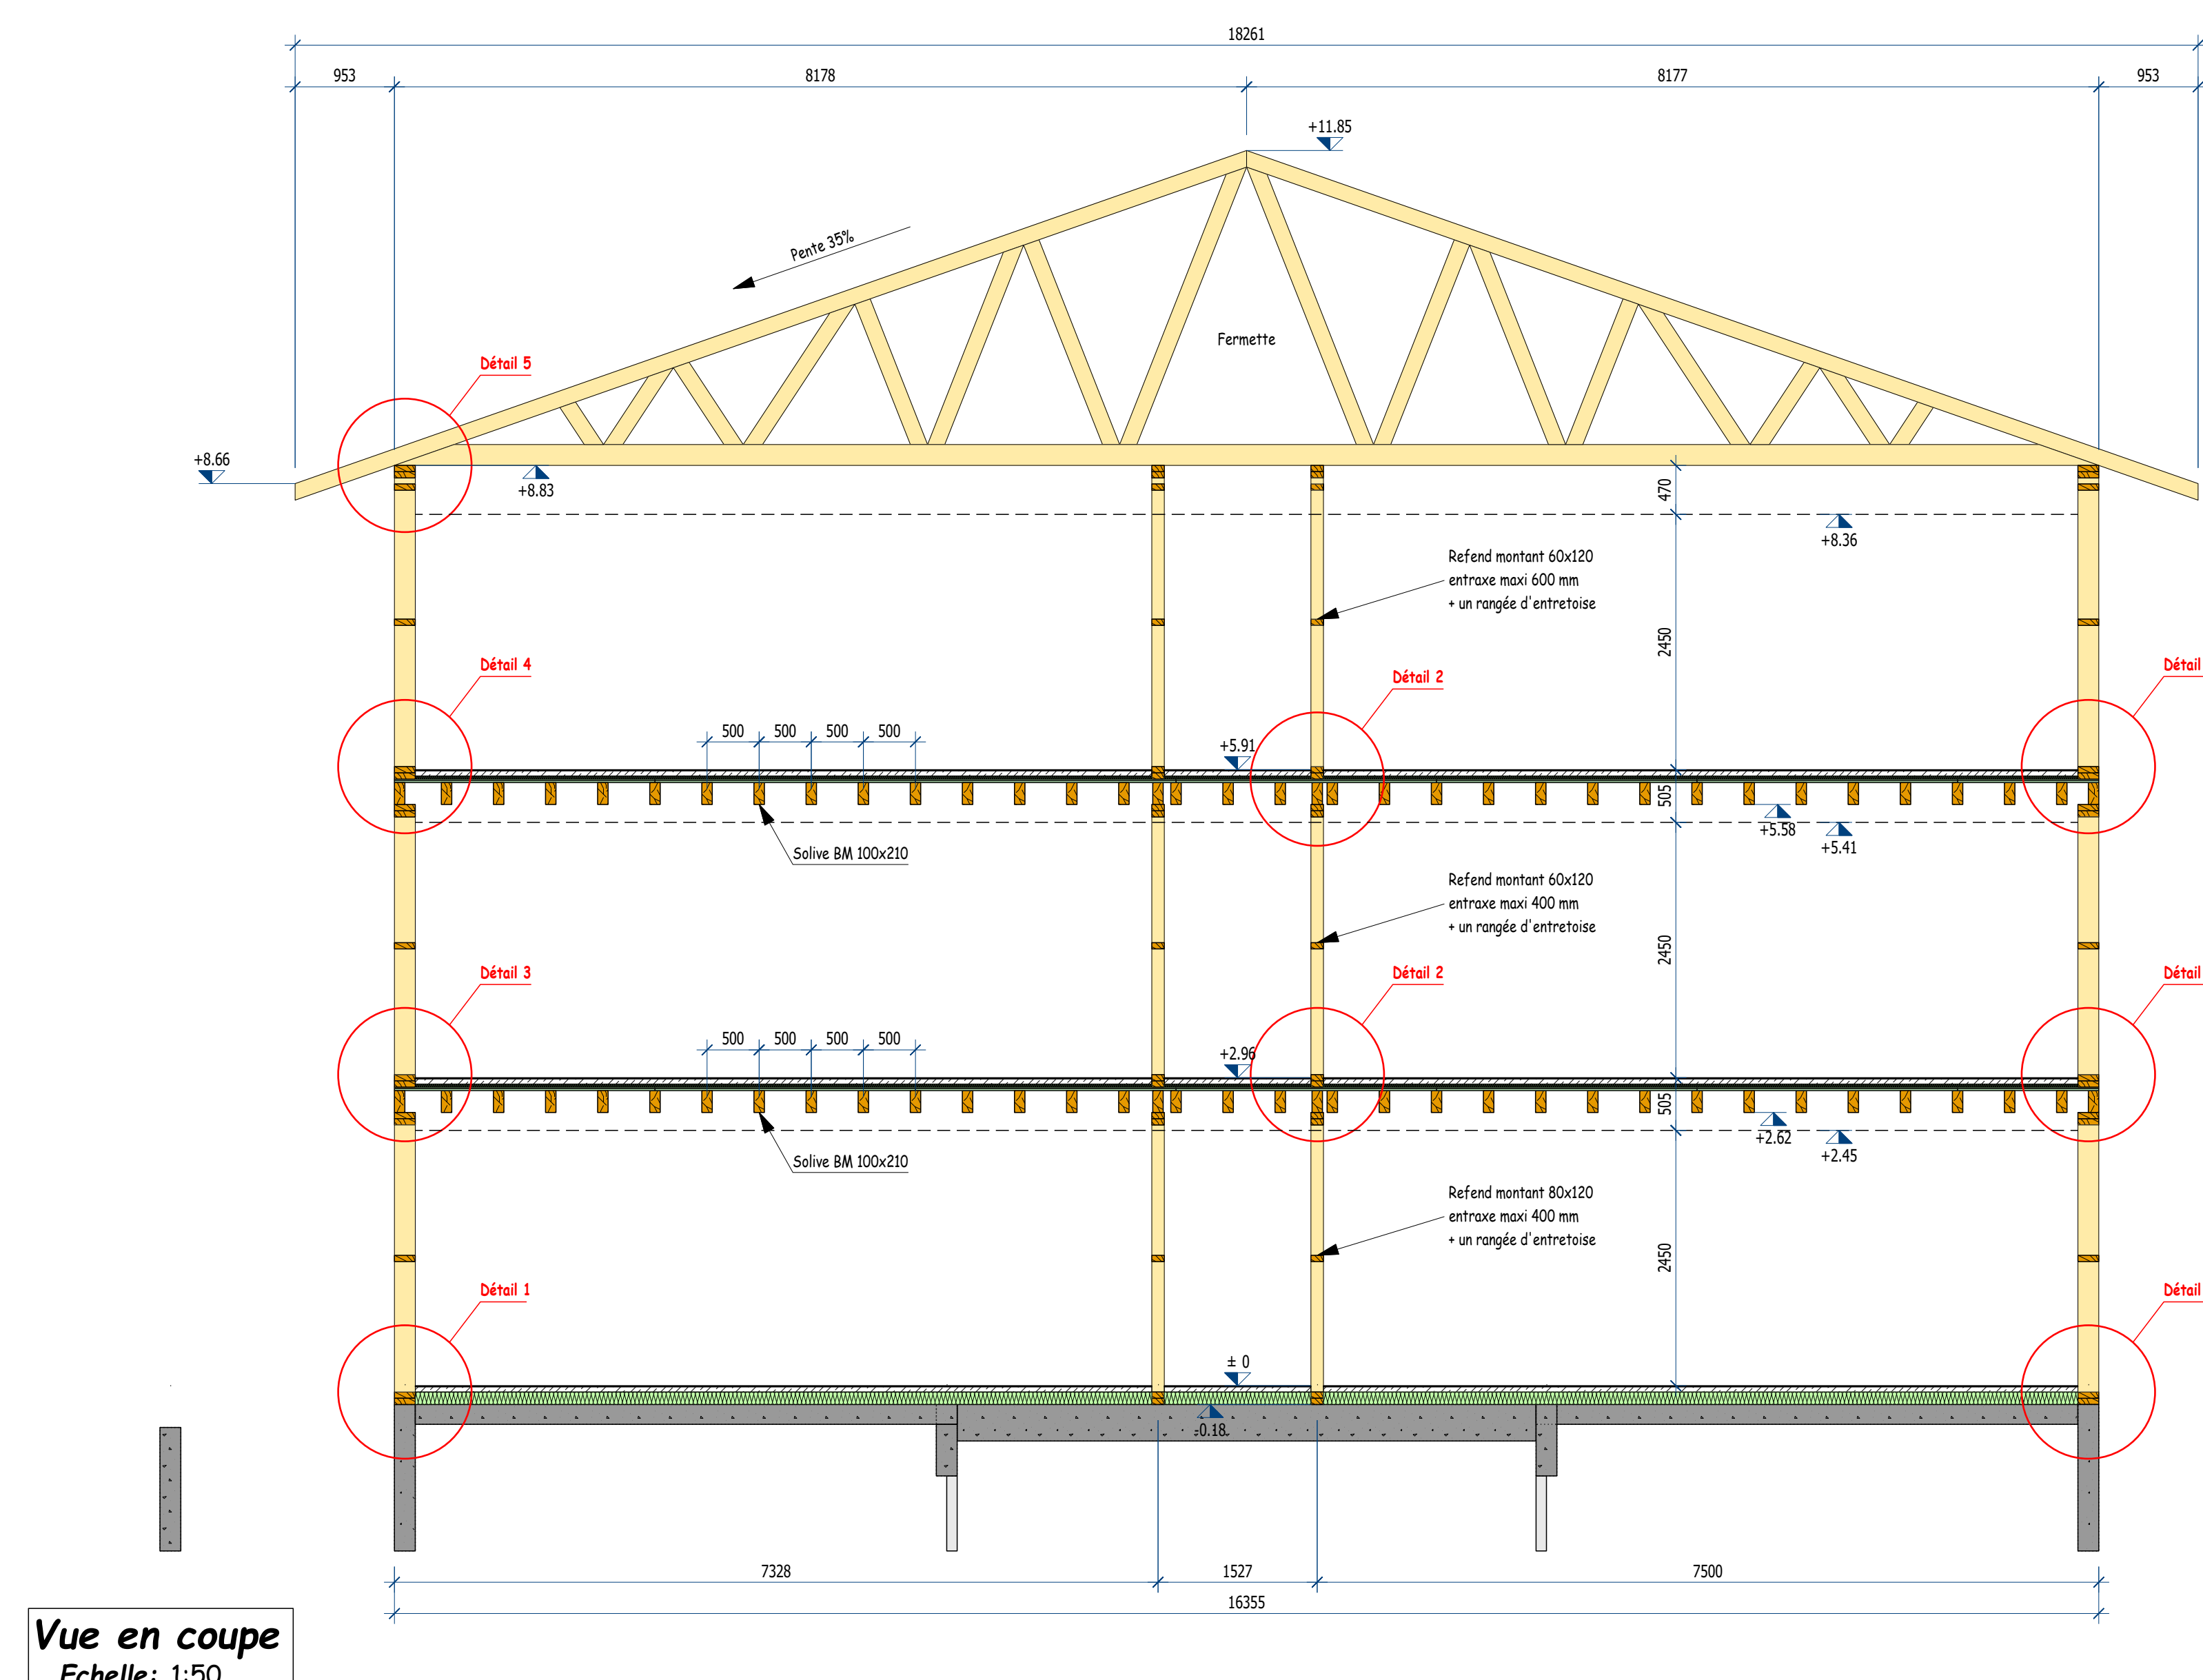 18261
953
8178
8177
953
+11.85
Pente 35%
Fermette
Détail 5
+8.66
+8.83
470
+8.36
Refend montant 60x120
entraxe maxi 600 mm
+ un rangée d'entretoise
2450
Détail 4
Détail 2
Détail
500
500
500
500
+5.91
505
+5.58
+5.41
Solive BM 100x210
Refend montant 60x120
entraxe maxi 400 mm
+ un rangée d'entretoise
2450
Détail 3
Détail 2
Détail
500
500
500
500
+2.96
505
+2.62
+2.45
Solive BM 100x210
Refend montant 80x120
entraxe maxi 400 mm
+ un rangée d'entretoise
2450
Détail 1
Détail
± 0
-0.18
7328
1527
7500
16355
Vue en coupe
Echelle: 1:50